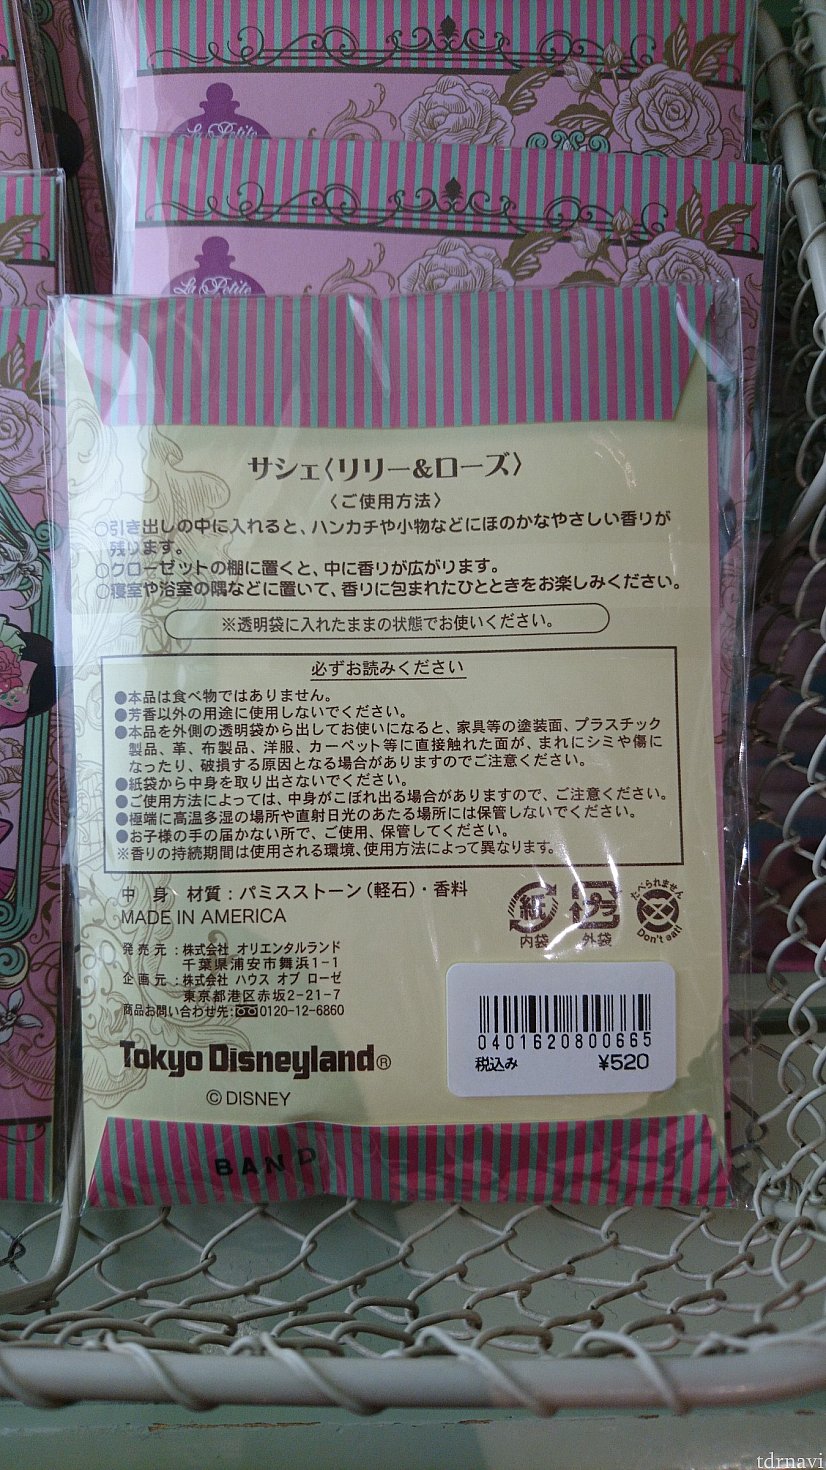 La Petite
La Petite
サシェ〈リリー&ローズ〉
〈ご使用方法〉
○引き出しの中に入れると、ハンカチや小物などにほのかなやさしい香りが
残ります。
○クローゼットの棚に置くと、中に香りが広がります。
○寝室や浴室の隅などに置いて、香りに包まれたひとときをお楽しみください。
※透明袋に入れたままの状態でお使いください。
必ずお読みください
●本品は食べ物ではありません。
●芳香以外の用途に使用しないでください。
●本品を外側の透明袋から出してお使いになると、家具等の塗装面、プラスチック
製品、革、布製品、洋服、カーペット等に直接触れた面が、まれにシミや傷に
なったり、破損する原因となる場合がありますのでご注意ください。
●紙袋から中身を取り出さないでください。
●ご使用方法によっては、中身がこぼれ出る場合がありますので、ご注意ください。
●極端に高温多湿の場所や直射日光のあたる場所には保管しないでください。
●お子様の手の届かない所で、ご使用、保管してください。
※香りの持続期間は使用される環境、使用方法によって異なります。
中身 材質:パミスストーン(軽石)・香料
MADE IN AMERICA
紙
内袋
プラ
外袋
たべられません
Don't eat!
発売元:株式会社 オリエンタルランド
千葉県浦安市舞浜1-1
企画元:株式会社 ハウス オブ ローゼ
東京都港区赤坂2-21-7
商品お問い合わせ先:0120-12-6860
0401620800665
税込み ¥520
Tokyo Disneyland®
©DISNEY
BAND
tdrnavi